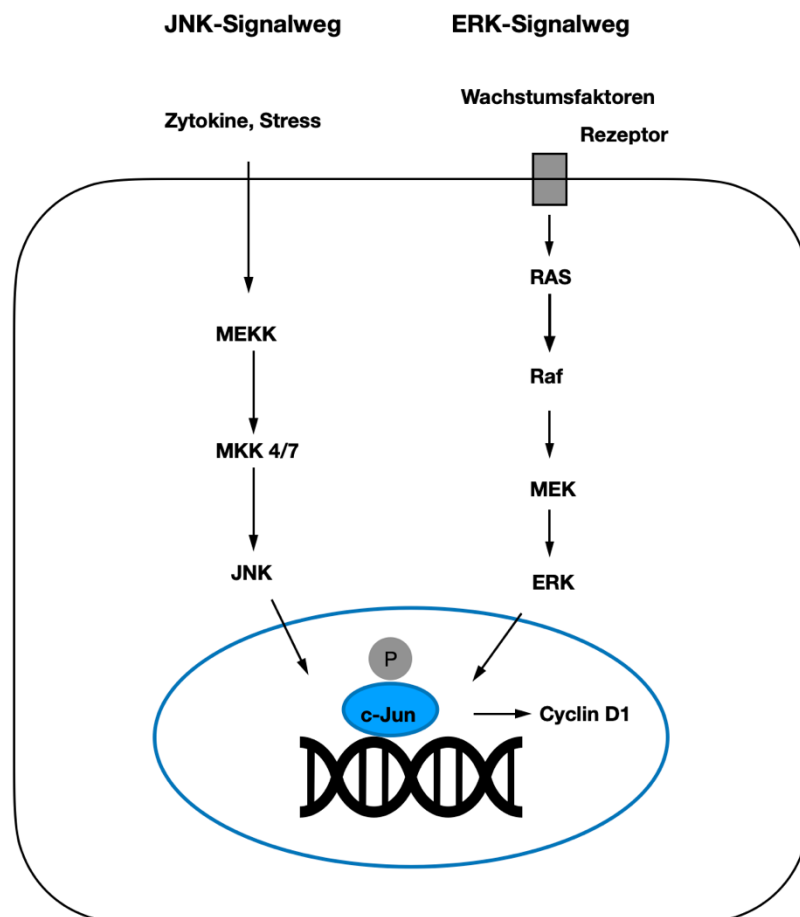 JNK-Signalweg
ERK-Signalweg
Zytokine, Stress
Wachstumsfaktoren
Rezeptor
MEKK
MKK 4/7
JNK
RAS
Raf
MEK
ERK
P
c-Jun
Cyclin D1